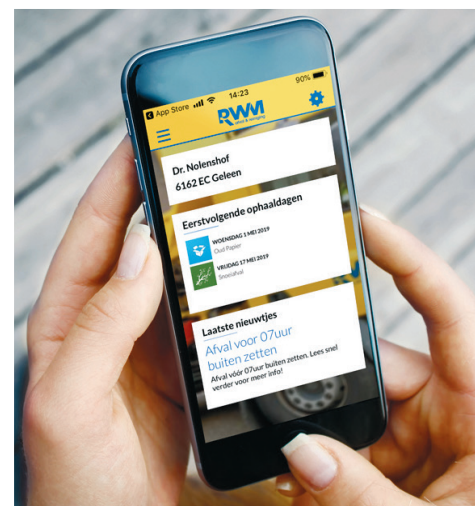 App Store 14:23 90%
RWM
afval & reiniging
Dr. Nolenshof
6162 EC Geleen
Eerstvolgende ophaaldagen
WOENSDAG 1 MEI 2019
Oud Papier
VRIJDAG 17 MEI 2019
Snoeiafval
Laatste nieuwtjes
Afval voor 07uur
buiten zetten
Afval vóór 07uur buiten zetten. Lees snel
verder voor meer info!